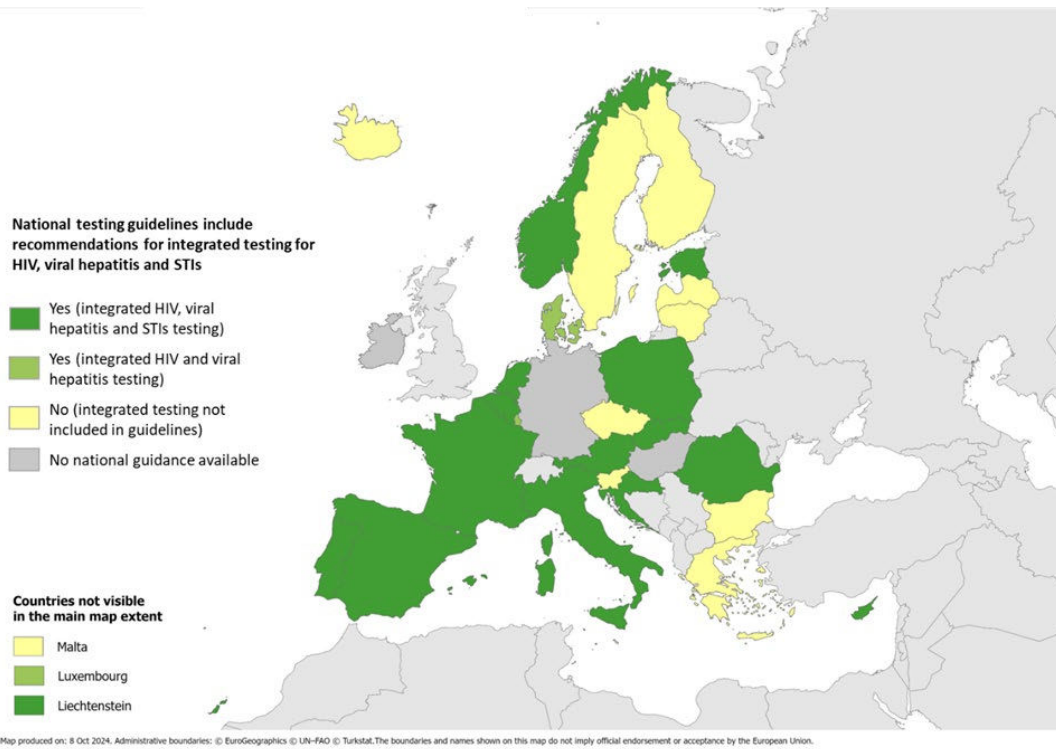 National testing guidelines include
recommendations for integrated testing for
HIV, viral hepatitis and STIs
Yes (integrated HIV, viral
hepatitis and STIs testing)
Yes (integrated HIV and viral
hepatitis testing)
No (integrated testing not
included in guidelines)
No national guidance available
Countries not visible
in the main map extent
Malta
Luxembourg
Liechtenstein
Map produced on: 8 Oct 2024. Administrative boundaries: © EuroGeographics © UN–FAO © Turkstat.The boundaries and names shown on this map do not imply official endorsement or acceptance by the European Union.